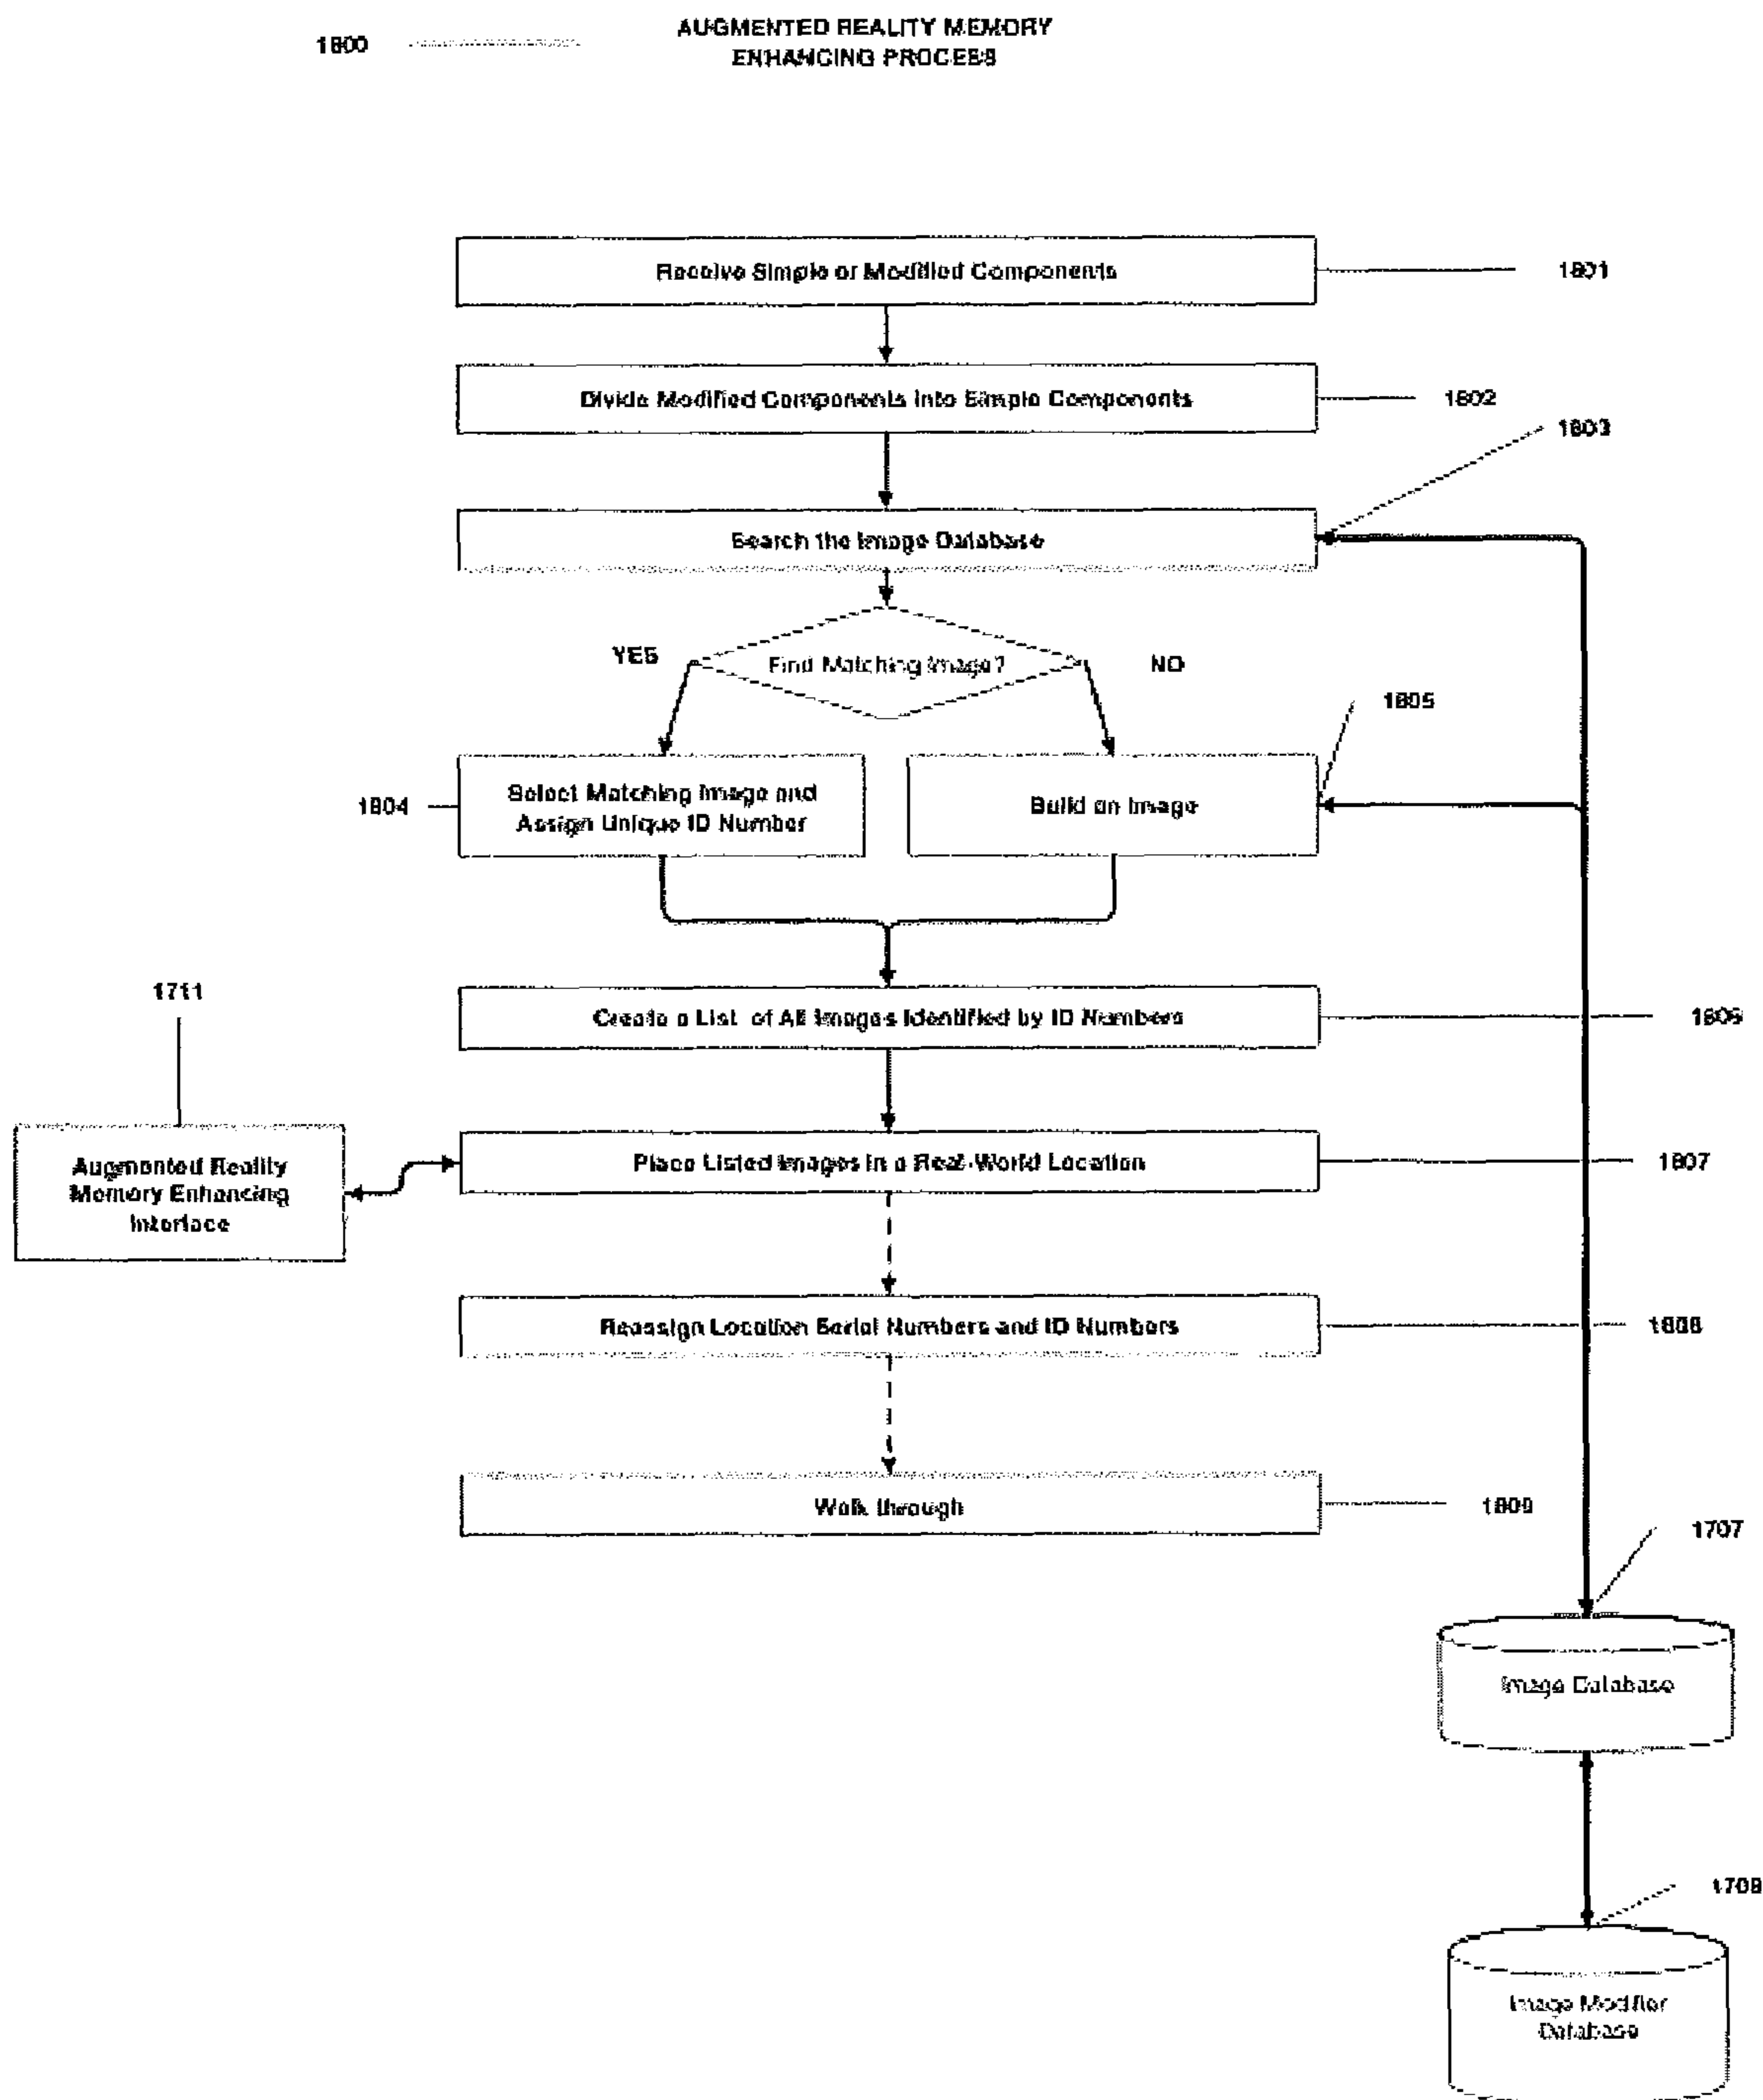 1800
AUGMENTED REALITY MEMORY
ENHANCING PROCESS
Receive Simple or Modified Components
1801
Divide Modified Components into Simple Components
1802
1803
Search the Image Database
YES
Find Matching Image?
NO
1805
1804
Select Matching Image and
Assign Unique ID Number
Build an Image
1711
Create a List of All Images Identified by ID Numbers
1806
Augmented Reality
Memory Enhancing
Interface
Place Listed Images in a Real-World Location
1807
Reassign Location Serial Numbers and ID Numbers
1808
Walk through
1809
1707
Image Database
Image Modifier
Database